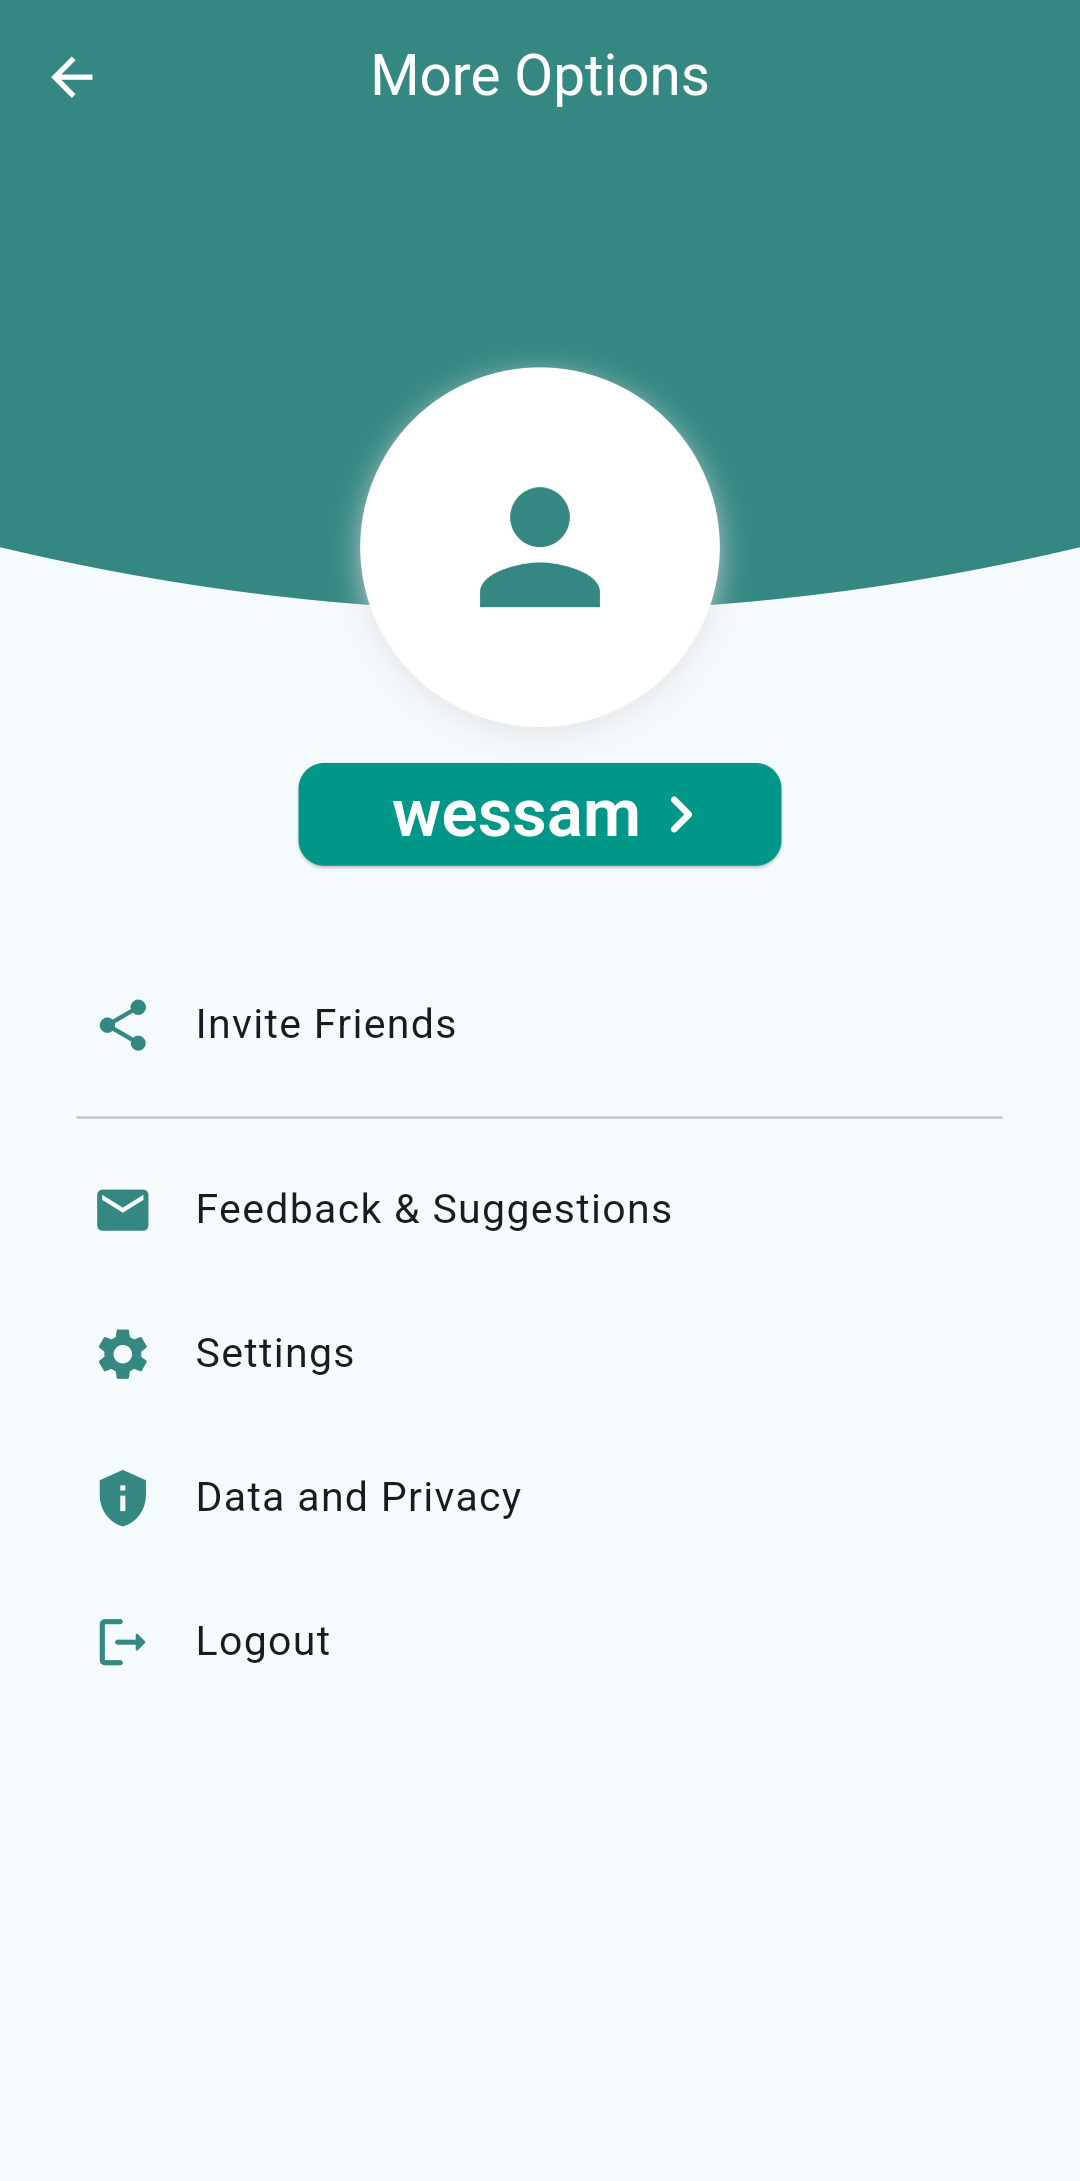 More Options
wessam
Invite Friends
Feedback & Suggestions
Settings
Data and Privacy
Logout